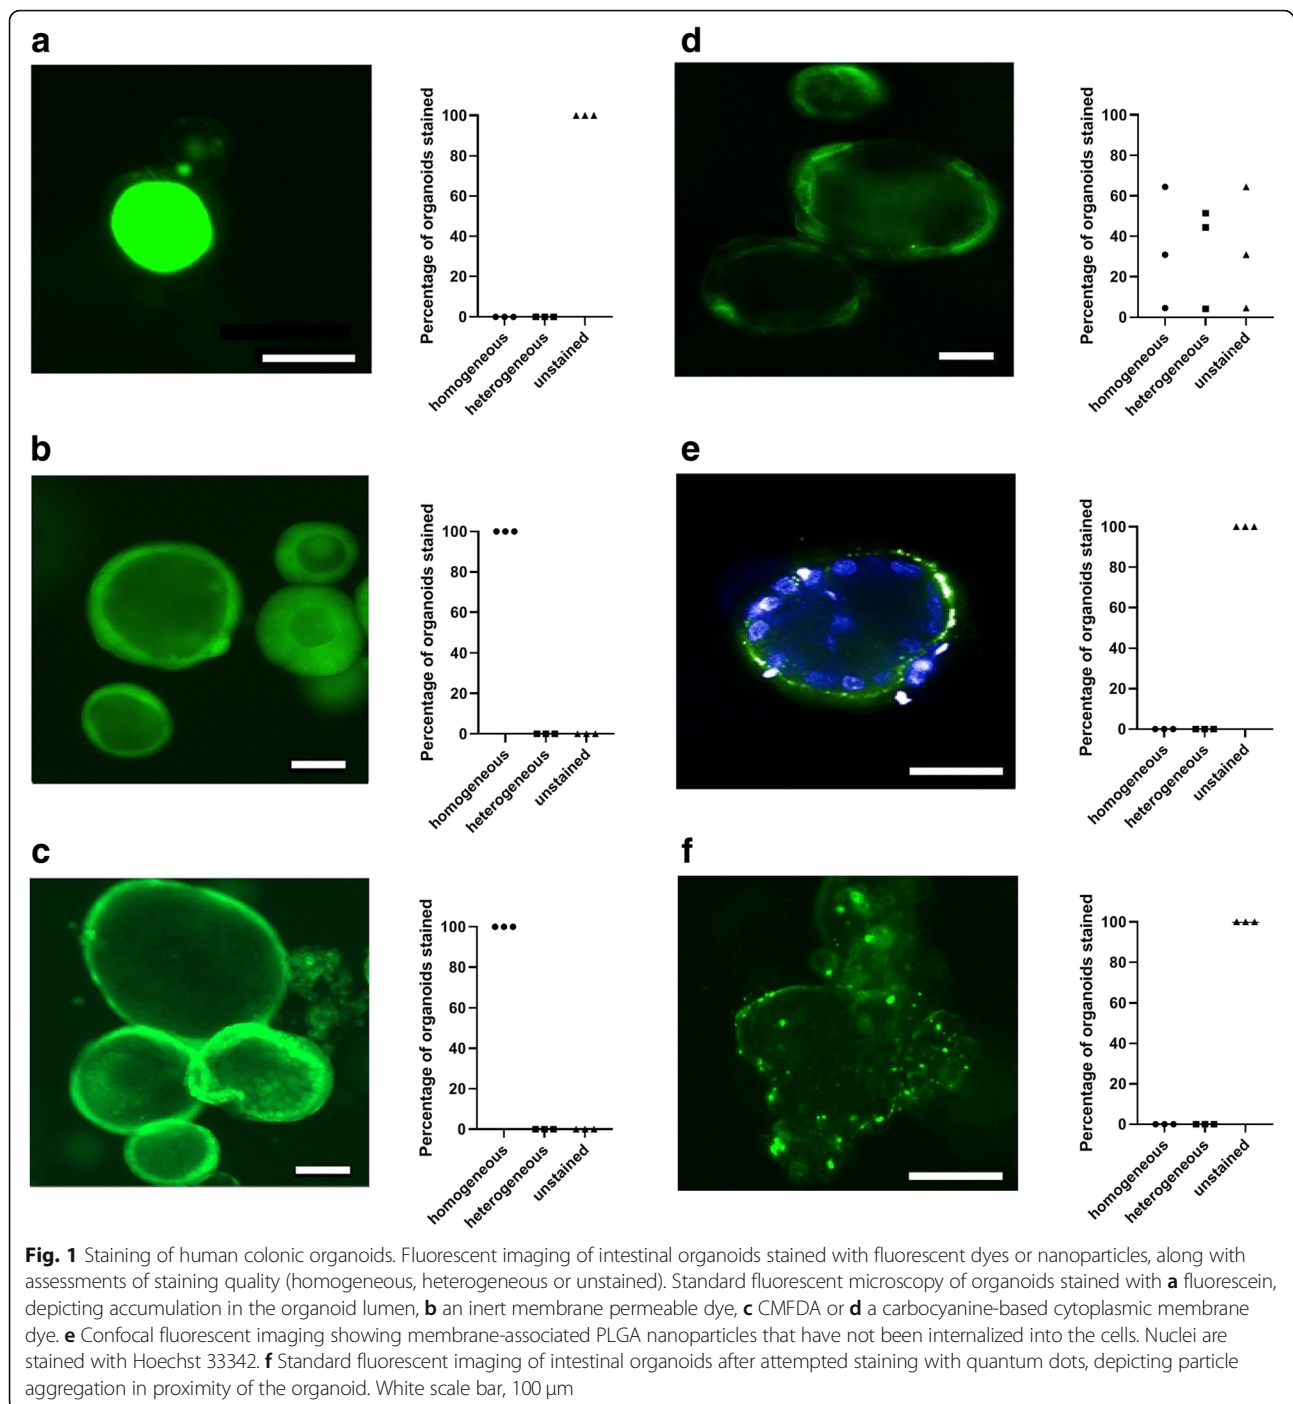 a
Percentage of organoids stained
100
80
60
40
20
0
homogeneous
heterogeneous
unstained
b
Percentage of organoids stained
100
80
60
40
20
0
homogeneous
heterogeneous
unstained
c
Percentage of organoids stained
100
80
60
40
20
0
homogeneous
heterogeneous
unstained
d
Percentage of organoids stained
100
80
60
40
20
0
homogeneous
heterogeneous
unstained
e
Percentage of organoids stained
100
80
60
40
20
0
homogeneous
heterogeneous
unstained
f
Percentage of organoids stained
100
80
60
40
20
0
homogeneous
heterogeneous
unstained
Fig. 1 Staining of human colonic organoids. Fluorescent imaging of intestinal organoids stained with fluorescent dyes or nanoparticles, along with
assessments of staining quality (homogeneous, heterogeneous or unstained). Standard fluorescent microscopy of organoids stained with a fluorescein,
depicting accumulation in the organoid lumen, b an inert membrane permeable dye, c CMFDA or d a carbocyanine-based cytoplasmic membrane
dye. e Confocal fluorescent imaging showing membrane-associated PLGA nanoparticles that have not been internalized into the cells. Nuclei are
stained with Hoechst 33342. f Standard fluorescent imaging of intestinal organoids after attempted staining with quantum dots, depicting particle
aggregation in proximity of the organoid. White scale bar, 100 μm